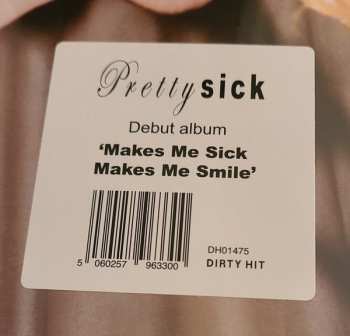 Pretty sick
Debut album
‘Makes Me Sick
Makes Me Smile’
DH01475
DIRTY HIT
5 060257 963300